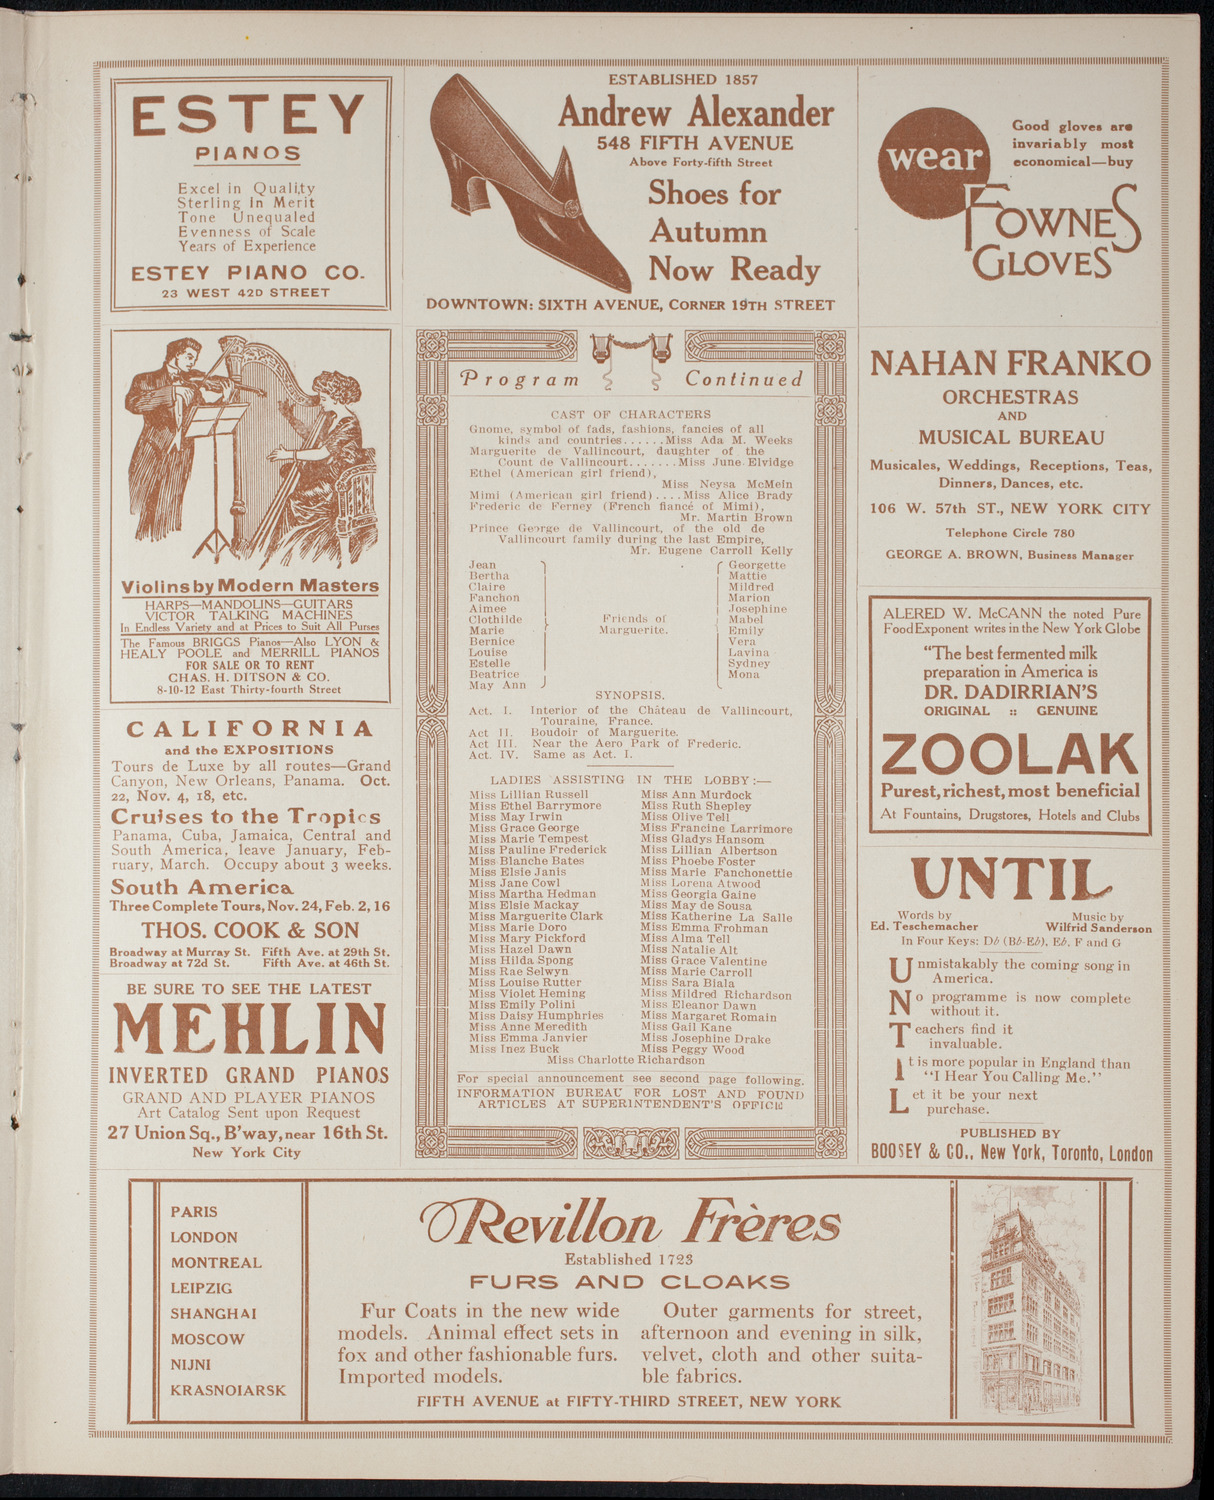 ESTEY
PIANOS
Excel in Quality
Sterling in Merit
Tone Unequaled
Evenness of Scale
Years of Experience
ESTEY PIANO CO.
23 WEST 42D STREET
ESTABLISHED 1857
Andrew Alexander
548 FIFTH AVENUE
Above Forty-fifth Street
Shoes for
Autumn
Now Ready
DOWNTOWN: SIXTH AVENUE, CORNER 19TH STREET
wear
Good gloves are
invariably most
economical—buy
FOWNES
GLOVES
Violins by Modern Masters
HARPS—MANDOLINS—GUITARS
VICTOR TALKING MACHINES
In Endless Variety and at Prices to Suit All Purses
The Famous BRIGGS Pianos—Also LYON &
HEALY POOLE and MERRILL PIANOS
FOR SALE OR TO RENT
CHAS. H. DITSON & CO.
8-10-12 East Thirty-fourth Street
CALIFORNIA
and the EXPOSITIONS
Tours de Luxe by all routes—Grand
Canyon, New Orleans, Panama. Oct.
22, Nov. 4, 18, etc.
Cruises to the Tropics
Panama, Cuba, Jamaica, Central and
South America, leave January, Feb-
ruary, March. Occupy about 3 weeks.
South America
Three Complete Tours, Nov. 24, Feb. 2, 16
THOS. COOK & SON
Broadway at Murray St. Fifth Ave. at 29th St.
Broadway at 72d St. Fifth Ave. at 46th St.
BE SURE TO SEE THE LATEST
MEHLIN
INVERTED GRAND PIANOS
GRAND AND PLAYER PIANOS
Art Catalog Sent upon Request
27 Union Sq., B'way, near 16th St.
New York City
Program Continued
CAST OF CHARACTERS
Gnome, symbol of fads, fashions, fancies of all
kinds and countries......Miss Ada M. Weeks
Marguerite de Vallincourt, daughter of the
Count de Vallincourt.......Miss June Elvidge
Ethel (American girl friend),
Miss Neysa McMein
Mimi (American girl friend)....Miss Alice Brady
Frederic de Ferney (French fiancé of Mimi),
Mr. Martin Brown
Prince George de Vallincourt, of the old de
Vallincourt family during the last Empire,
Mr. Eugene Carroll Kelly
Jean Georgette
Bertha Mattie
Claire Mildred
Fanchon Marion
Aimee Josephine
Clothilde Friends of Mabel
Marie Marguerite. Emily
Bernice Vera
Louise Lavina
Estelle Sydney
Beatrice Mona
May Ann
SYNOPSIS.
Act. I. Interior of the Château de Vallincourt,
Touraine, France.
Act II. Boudoir of Marguerite.
Act III. Near the Aero Park of Frederic.
Act. IV. Same as Act. I.
LADIES ASSISTING IN THE LOBBY:—
Miss Lillian Russell Miss Ann Murdock
Miss Ethel Barrymore Miss Ruth Shepley
Miss May Irwin Miss Olive Tell
Miss Grace George Miss Francine Larrimore
Miss Marie Tempest Miss Gladys Hansom
Miss Pauline Frederick Miss Lillian Albertson
Miss Blanche Bates Miss Phoebe Foster
Miss Elsie Janis Miss Marie Fanchonettie
Miss Jane Cowl Miss Lorena Atwood
Miss Martha Hedman Miss Georgia Gaine
Miss Elsie Mackay Miss May de Sousa
Miss Marguerite Clark Miss Katherine La Salle
Miss Marie Doro Miss Emma Frohman
Miss Mary Pickford Miss Alma Tell
Miss Hazel Dawn Miss Natalie Alt
Miss Hilda Spong Miss Grace Valentine
Miss Rae Selwyn Miss Marie Carroll
Miss Louise Rutter Miss Sara Biala
Miss Violet Heming Miss Mildred Richardson
Miss Emily Polini Miss Eleanor Dawn
Miss Daisy Humphries Miss Margaret Romain
Miss Anne Meredith Miss Gail Kane
Miss Emma Janvier Miss Josephine Drake
Miss Inez Buck Miss Peggy Wood
Miss Charlotte Richardson
For special announcement see second page following.
INFORMATION BUREAU FOR LOST AND FOUND
ARTICLES AT SUPERINTENDENT'S OFFICE
NAHAN FRANKO
ORCHESTRAS
AND
MUSICAL BUREAU
Musicales, Weddings, Receptions, Teas,
Dinners, Dances, etc.
106 W. 57th ST., NEW YORK CITY
Telephone Circle 780
GEORGE A. BROWN, Business Manager
ALERED W. McCANN the noted Pure
Food Exponent writes in the New York Globe
"The best fermented milk
preparation in America is
DR. DADIRRIAN'S
ORIGINAL :: GENUINE
ZOOLAK
Purest, richest, most beneficial
At Fountains, Drugstores, Hotels and Clubs
UNTIL
Words by Music by
Ed. Teschemacher Wilfrid Sanderson
In Four Keys: D♭ (B♭-E♭), E♭, F and G
Unmistakably the coming song in
America.
No programme is now complete
without it.
Teachers find it
invaluable.
It is more popular in England than
"I Hear You Calling Me."
Let it be your next
purchase.
PUBLISHED BY
BOOSEY & CO., New York, Toronto, London
PARIS
LONDON
MONTREAL
LEIPZIG
SHANGHAI
MOSCOW
NIJNI
KRASNOIARSK
Revillon Frères
Established 1723
FURS AND CLOAKS
Fur Coats in the new wide
models. Animal effect sets in
fox and other fashionable furs.
Imported models.
Outer garments for street,
afternoon and evening in silk,
velvet, cloth and other suita-
ble fabrics.
FIFTH AVENUE at FIFTY-THIRD STREET, NEW YORK